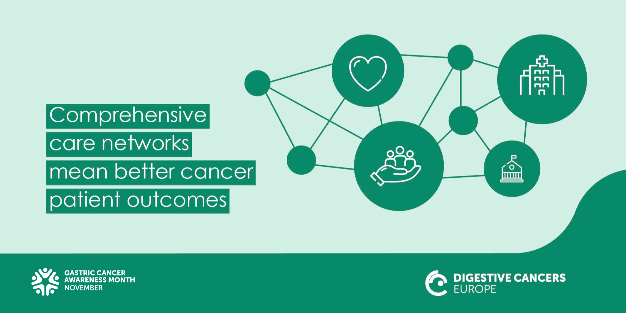 Comprehensive
care networks
mean better cancer
patient outcomes
GASTRIC CANCER
AWARENESS MONTH
NOVEMBER
DIGESTIVE CANCERS
EUROPE